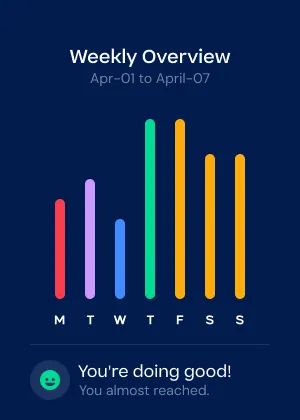 Weekly Overview
Apr-01 to April-07
M T W T F S S
You're doing good!
You almost reached.